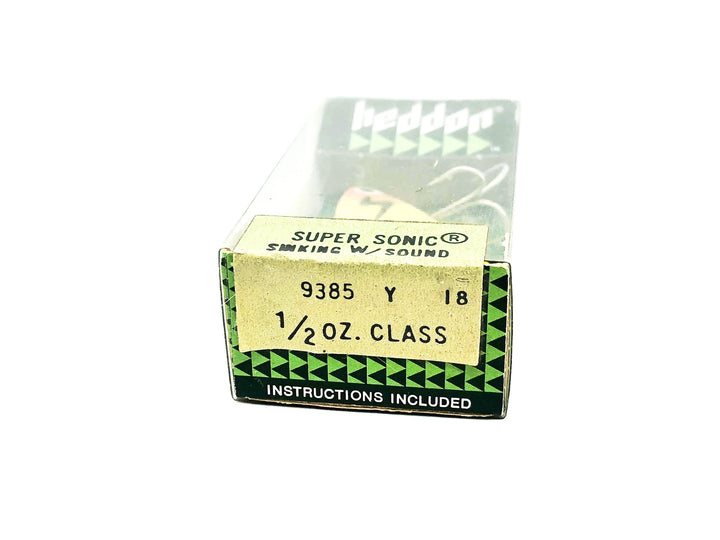 heddon
SUPER SONIC®
SINKING W/ SOUND
9385 Y 18
1/2 OZ. CLASS
INSTRUCTIONS INCLUDED